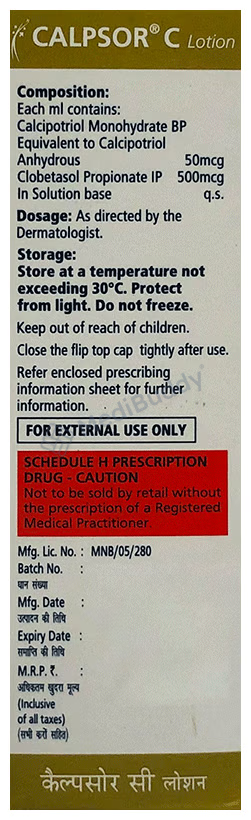 CALPSOR® C Lotion
Composition:
Each ml contains:
Calcipotriol Monohydrate BP
Equivalent to Calcipotriol
Anhydrous 50mcg
Clobetasol Propionate IP 500mcg
In Solution base q.s.
Dosage: As directed by the
Dermatologist.
Storage:
Store at a temperature not
exceeding 30°C. Protect
from light. Do not freeze.
Keep out of reach of children.
Close the flip top cap tightly after use.
Refer enclosed prescribing
information sheet for further
information.
MediBuddy
FOR EXTERNAL USE ONLY
SCHEDULE H PRESCRIPTION
DRUG - CAUTION
Not to be sold by retail without
the prescription of a Registered
Medical Practitioner.
Mfg. Lic. No. : MNB/05/280
Batch No. :
घान संख्या
Mfg. Date :
उत्पादन की तिथि
Expiry Date :
समाप्ति की तिथि
M.R.P. ₹. :
अधिकतम खुदरा मूल्य
(Inclusive
of all taxes)
(सभी करों सहित)
कैल्पसोर सी लोशन